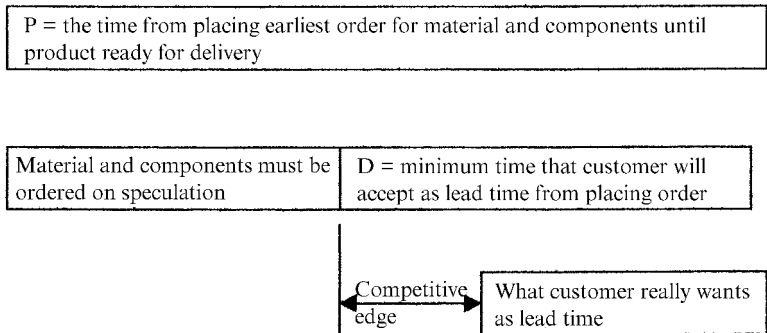 P = the time from placing earliest order for material and components until
product ready for delivery
Material and components must be
ordered on speculation
D = minimum time that customer will
accept as lead time from placing order
Competitive
edge
What customer really wants
as lead time